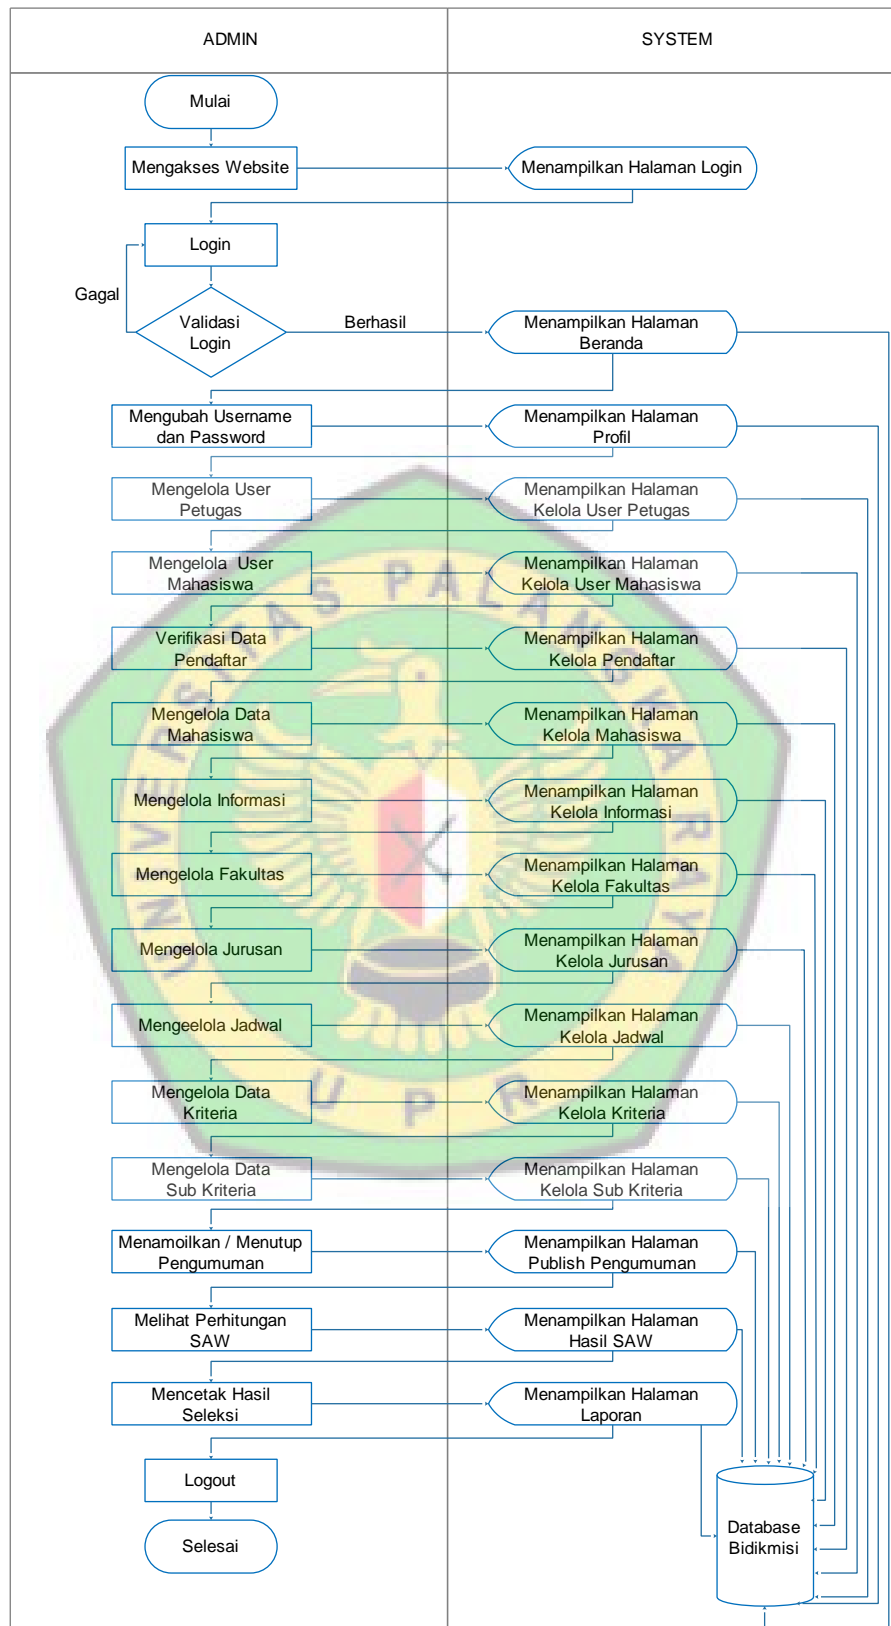 ADMIN
SYSTEM
Mulai
Mengakses Website
Menampilkan Halaman Login
Login
Gagal
Validasi
Login
Berhasil
Menampilkan Halaman
Beranda
Mengubah Username
dan Password
Menampilkan Halaman
Profil
Mengelola User
Petugas
Menampilkan Halaman
Kelola User Petugas
Mengelola  User
Mahasiswa
Menampilkan Halaman
Kelola User Mahasiswa
Verifikasi Data
Pendaftar
Menampilkan Halaman
Kelola Pendaftar
Mengelola Data
Mahasiswa
Menampilkan Halaman
Kelola Mahasiswa
Mengelola Informasi
Menampilkan Halaman
Kelola Informasi
Mengelola Fakultas
Menampilkan Halaman
Kelola Fakultas
Mengelola Jurusan
Menampilkan Halaman
Kelola Jurusan
Mengeelola Jadwal
Menampilkan Halaman
Kelola Jadwal
Mengelola Data
Kriteria
Menampilkan Halaman
Kelola Kriteria
Mengelola Data
Sub Kriteria
Menampilkan Halaman
Kelola Sub Kriteria
Menamoilkan / Menutup
Pengumuman
Menampilkan Halaman
Publish Pengumuman
Melihat Perhitungan
SAW
Menampilkan Halaman
Hasil SAW
Mencetak Hasil
Seleksi
Menampilkan Halaman
Laporan
Logout
Selesai
Database
Bidikmisi
UNIVERSITAS PALANGKA RAYA
UPR